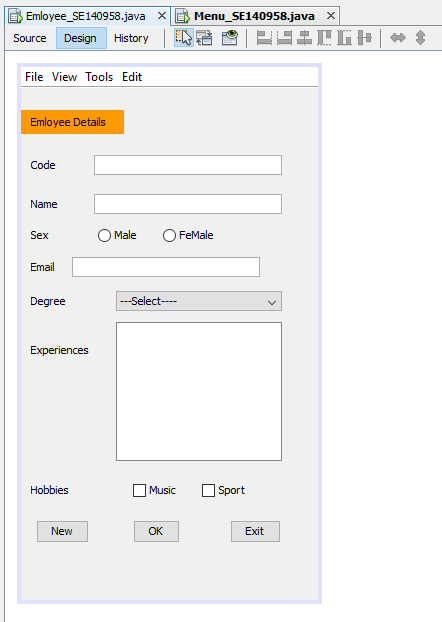 Emloyee_SE140958.java Menu_SE140958.java
Source Design History
File View Tools Edit
Emloyee Details
Code
Name
Sex Male FeMale
Email
Degree ---Select----
Experiences
Hobbies Music Sport
New OK Exit